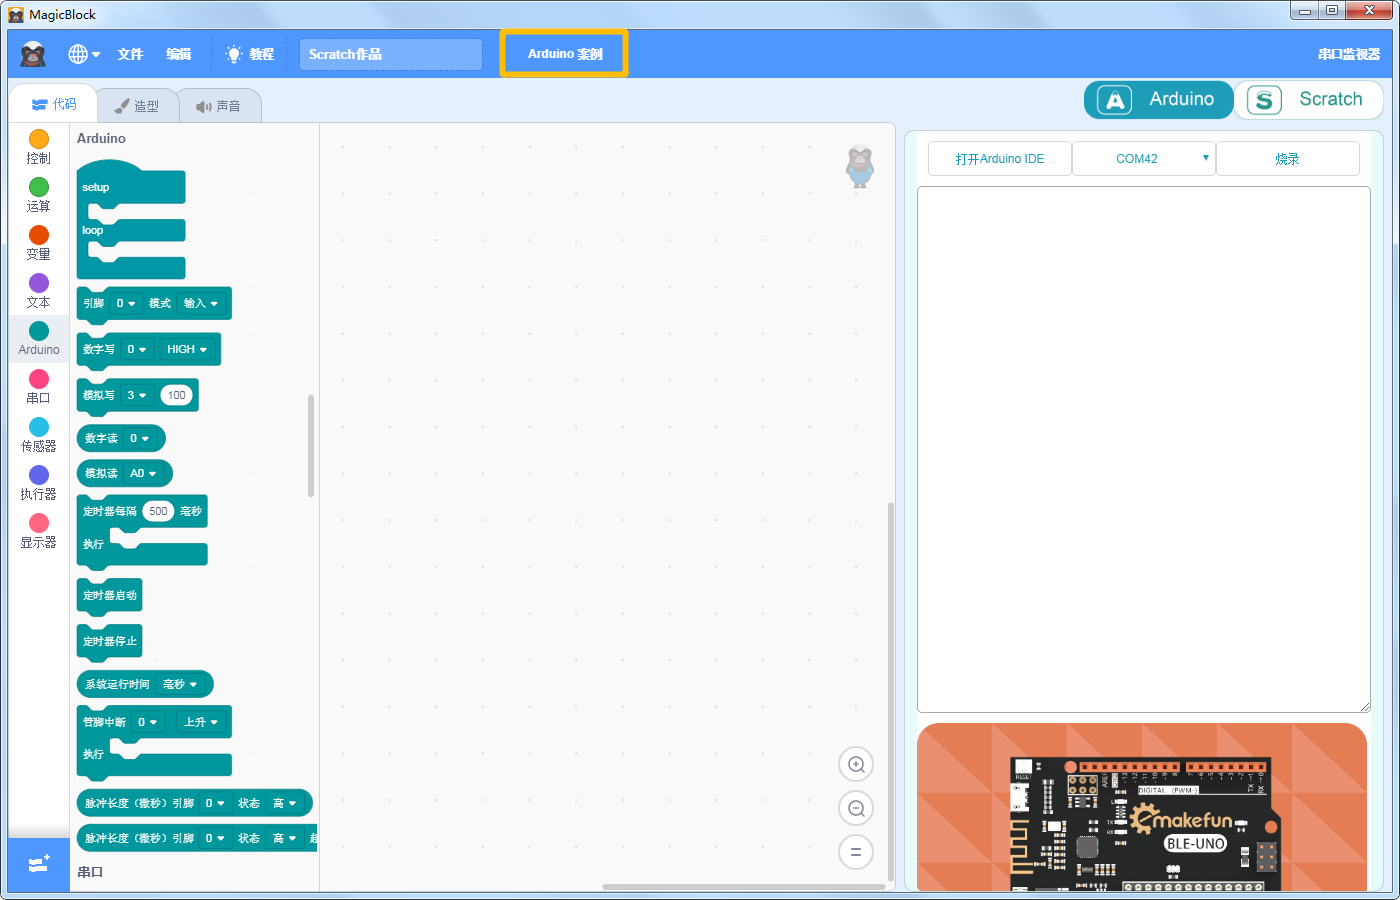 MagicBlock
文件
编辑
教程
Scratch作品
Arduino 案例
串口监视器
代码
造型
声音
Arduino
Scratch
控制
运算
变量
文本
Arduino
串口
传感器
执行器
显示器
Arduino
setup
loop
引脚 0 模式 输入
数字写 0 HIGH
模拟写 3 100
数字读 0
模拟读 A0
定时器每隔 500 毫秒
执行
定时器启动
定时器停止
系统运行时间 毫秒
管脚中断 0 上升
执行
脉冲长度（微秒）引脚 0 状态 高
脉冲长度（微秒）引脚 0 状态 高 超
串口
打开Arduino IDE
COM42
烧录
RESET
AREF
DIGITAL (PWM~)
TX
RX
emakefun
BLE-UNO